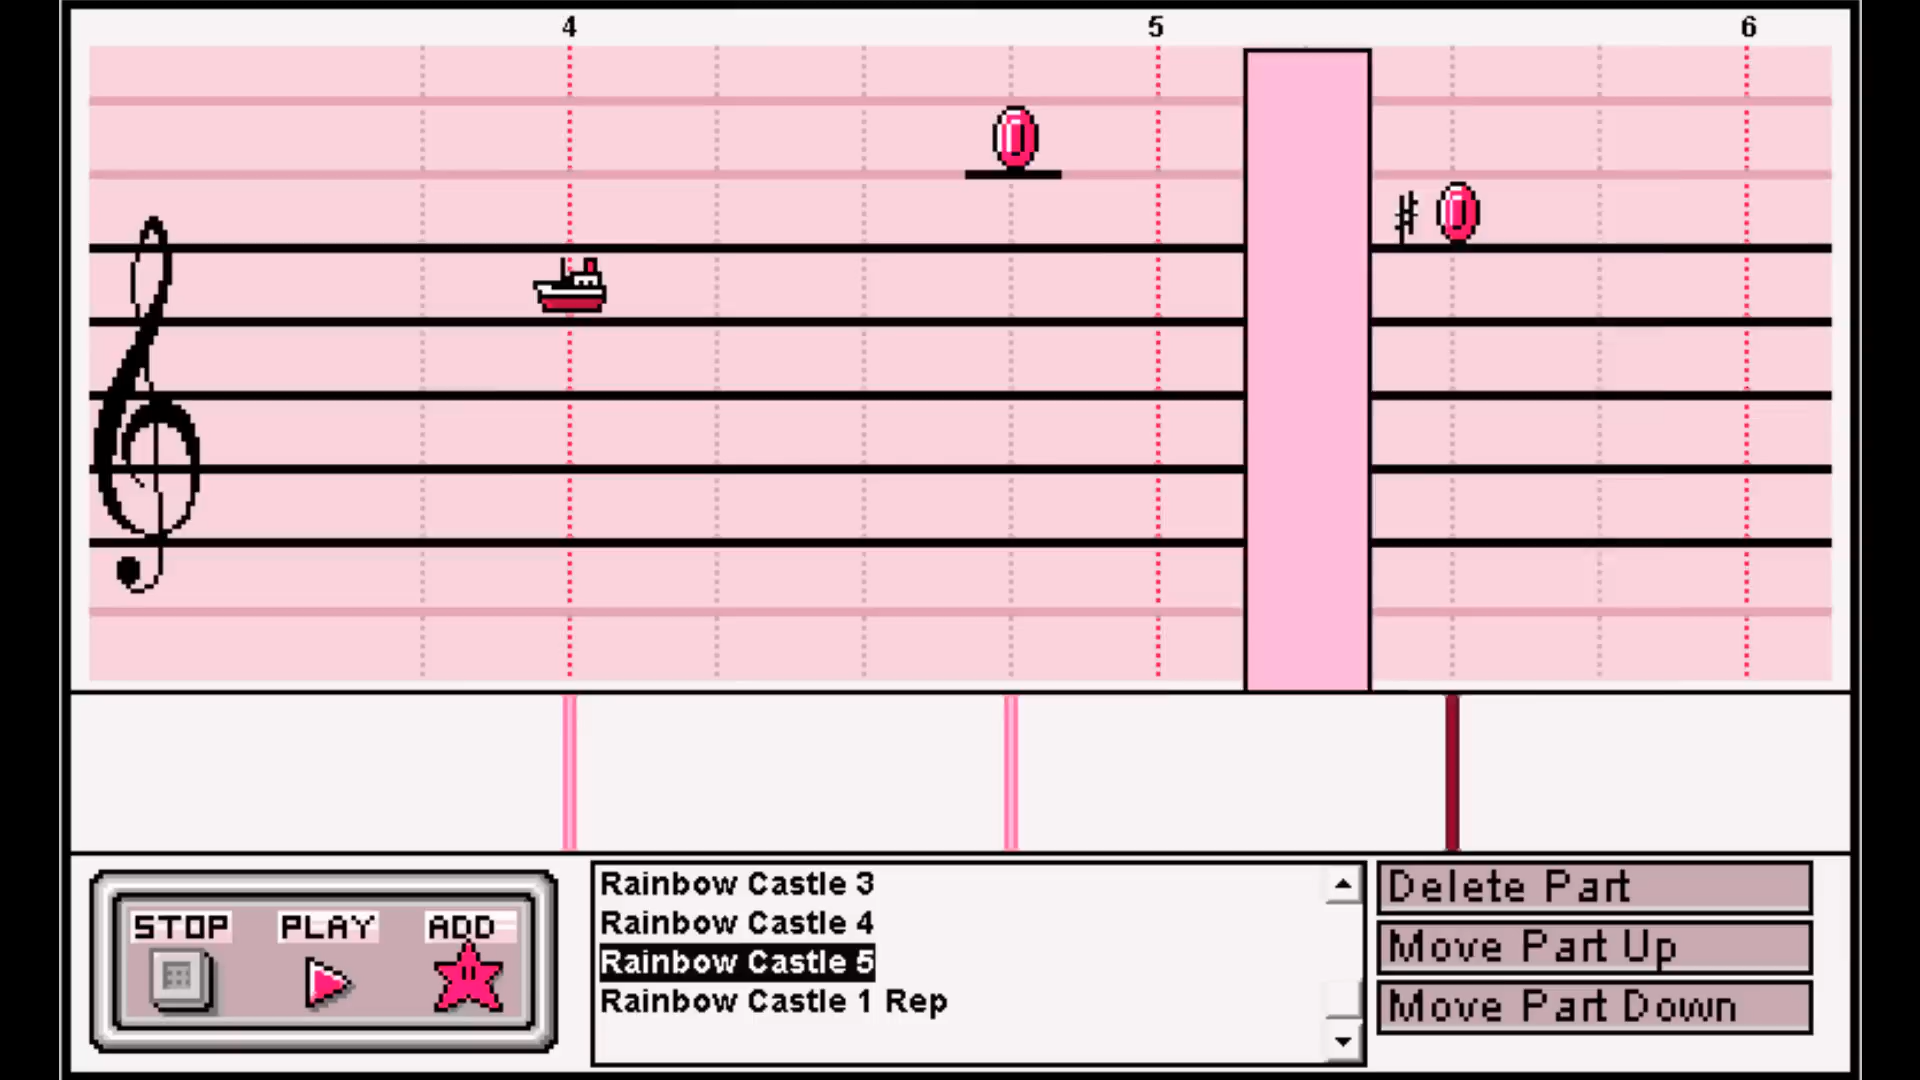 4 5 6
STOP PLAY ADD
Rainbow Castle 3
Rainbow Castle 4
Rainbow Castle 5
Rainbow Castle 1 Rep
Delete Part
Move Part Up
Move Part Down